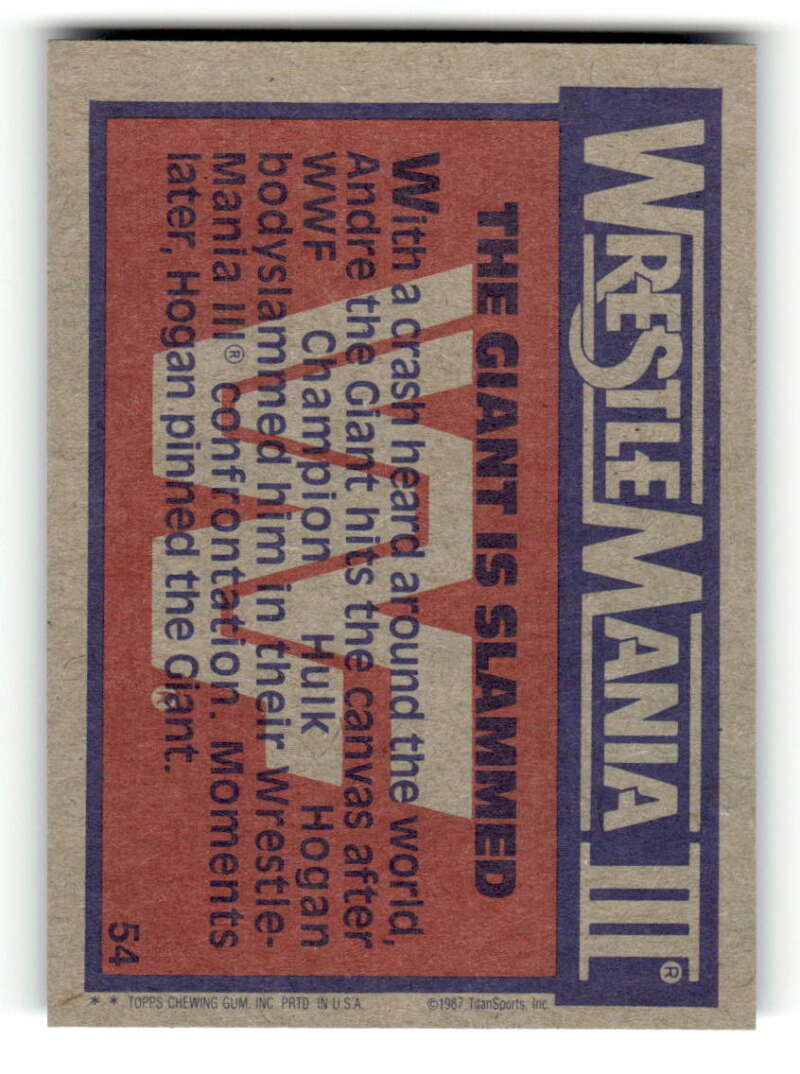 WRESTLEMANIA III®
THE GIANT IS SLAMMED
With a crash heard around the world,
Andre the Giant hits the canvas after
WWF Champion Hulk Hogan
bodyslammed him in their Wrestle-
Mania III® confrontation. Moments
later, Hogan pinned the Giant.
54
* * TOPPS CHEWING GUM, INC. PRTD. IN U.S.A. ©1987 TitanSports, Inc.